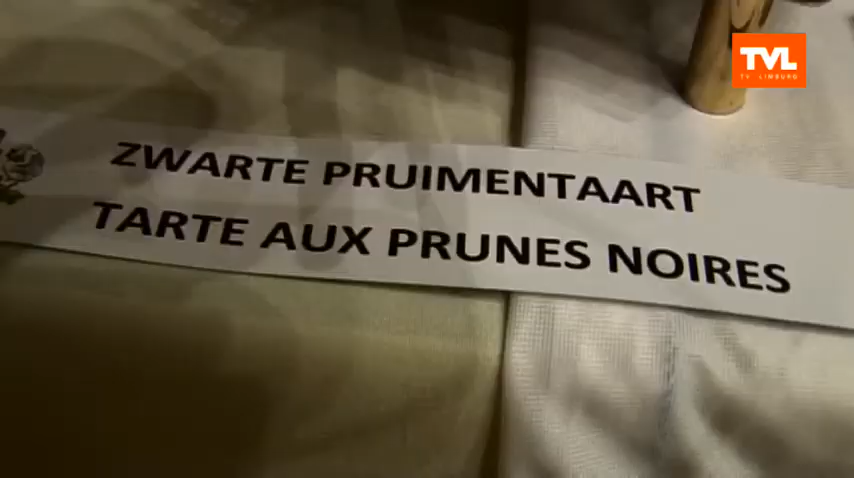 TVL
TV LIMBURG
ZWARTE PRUIMENTAART
TARTE AUX PRUNES NOIRES